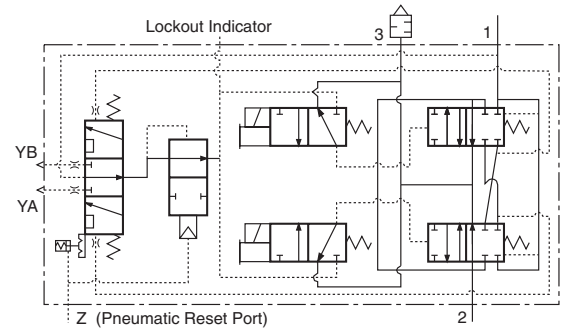 Lockout Indicator
3
1
YB
YA
Z (Pneumatic Reset Port)
2